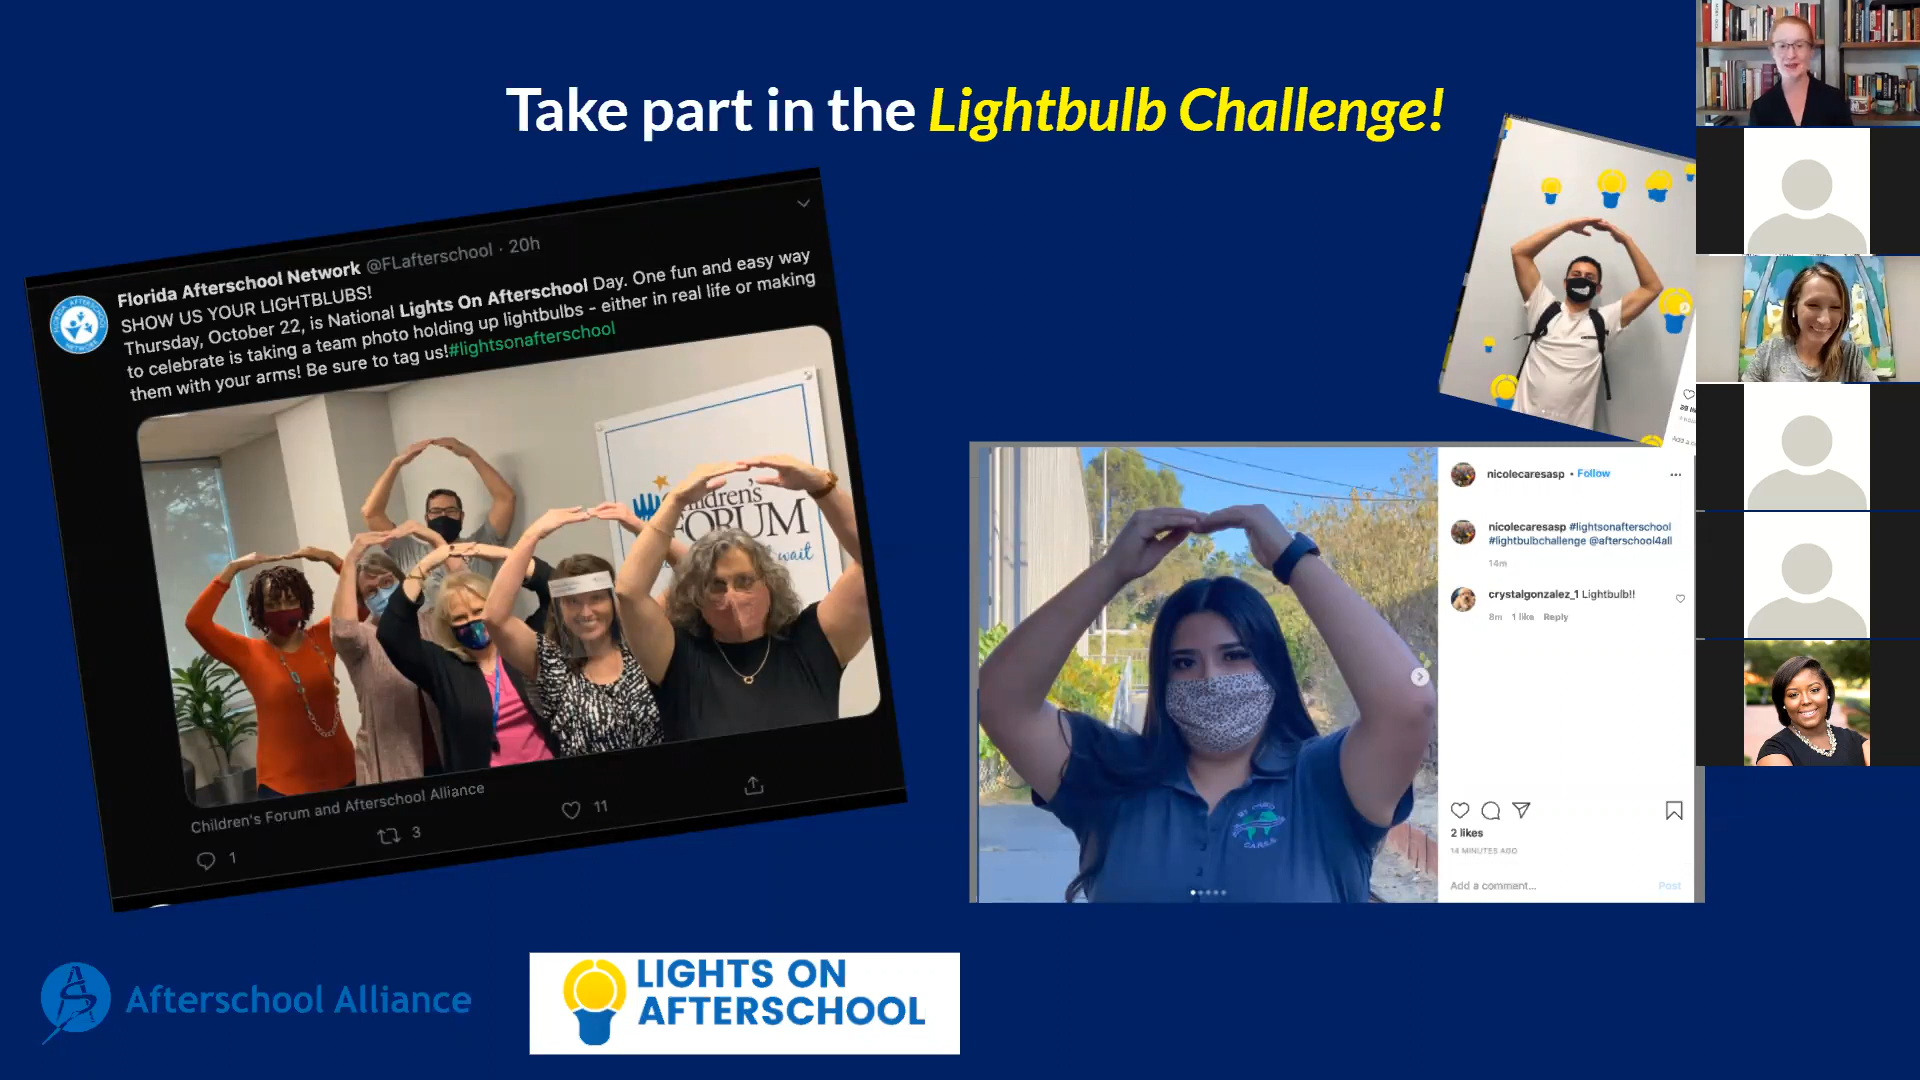 Take part in the Lightbulb Challenge!
Florida Afterschool Network @FLafterschool · 20h
SHOW US YOUR LIGHTBLUBS!
Thursday, October 22, is National Lights On Afterschool Day. One fun and easy way
to celebrate is taking a team photo holding up lightbulbs - either in real life or making
them with your arms! Be sure to tag us!#lightsonafterschool
FORUM
wait
Children's Forum and Afterschool Alliance
1
3
11
nicolecaresasp • Follow
nicolecaresasp #lightsonafterschool
#lightbulbchallenge @afterschool4all
14m
crystalgonzalez_1 Lightbulb!!
8m 1 like Reply
2 likes
14 MINUTES AGO
Add a comment...
Post
Afterschool Alliance
LIGHTS ON
AFTERSCHOOL